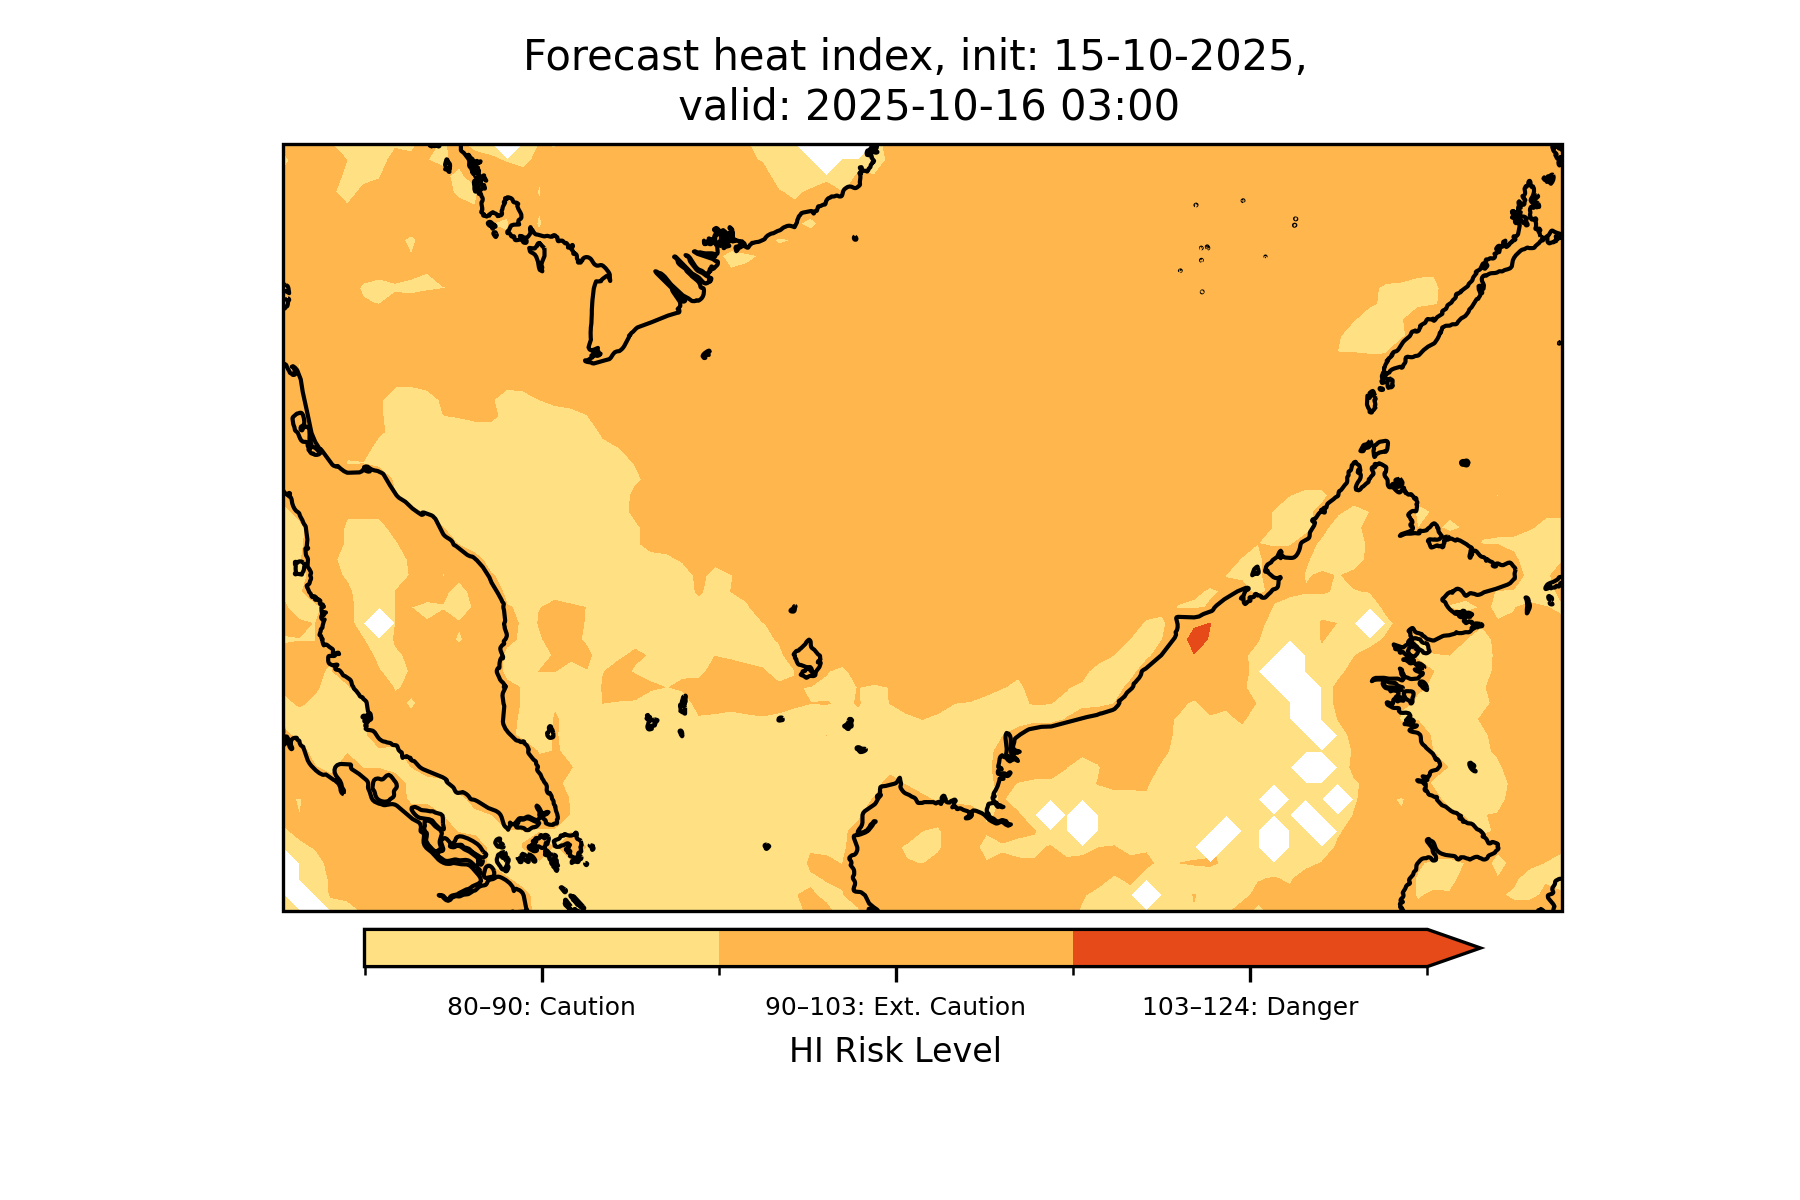 Forecast heat index, init: 15-10-2025,
valid: 2025-10-16 03:00
80–90: Caution
90–103: Ext. Caution
103–124: Danger
HI Risk Level